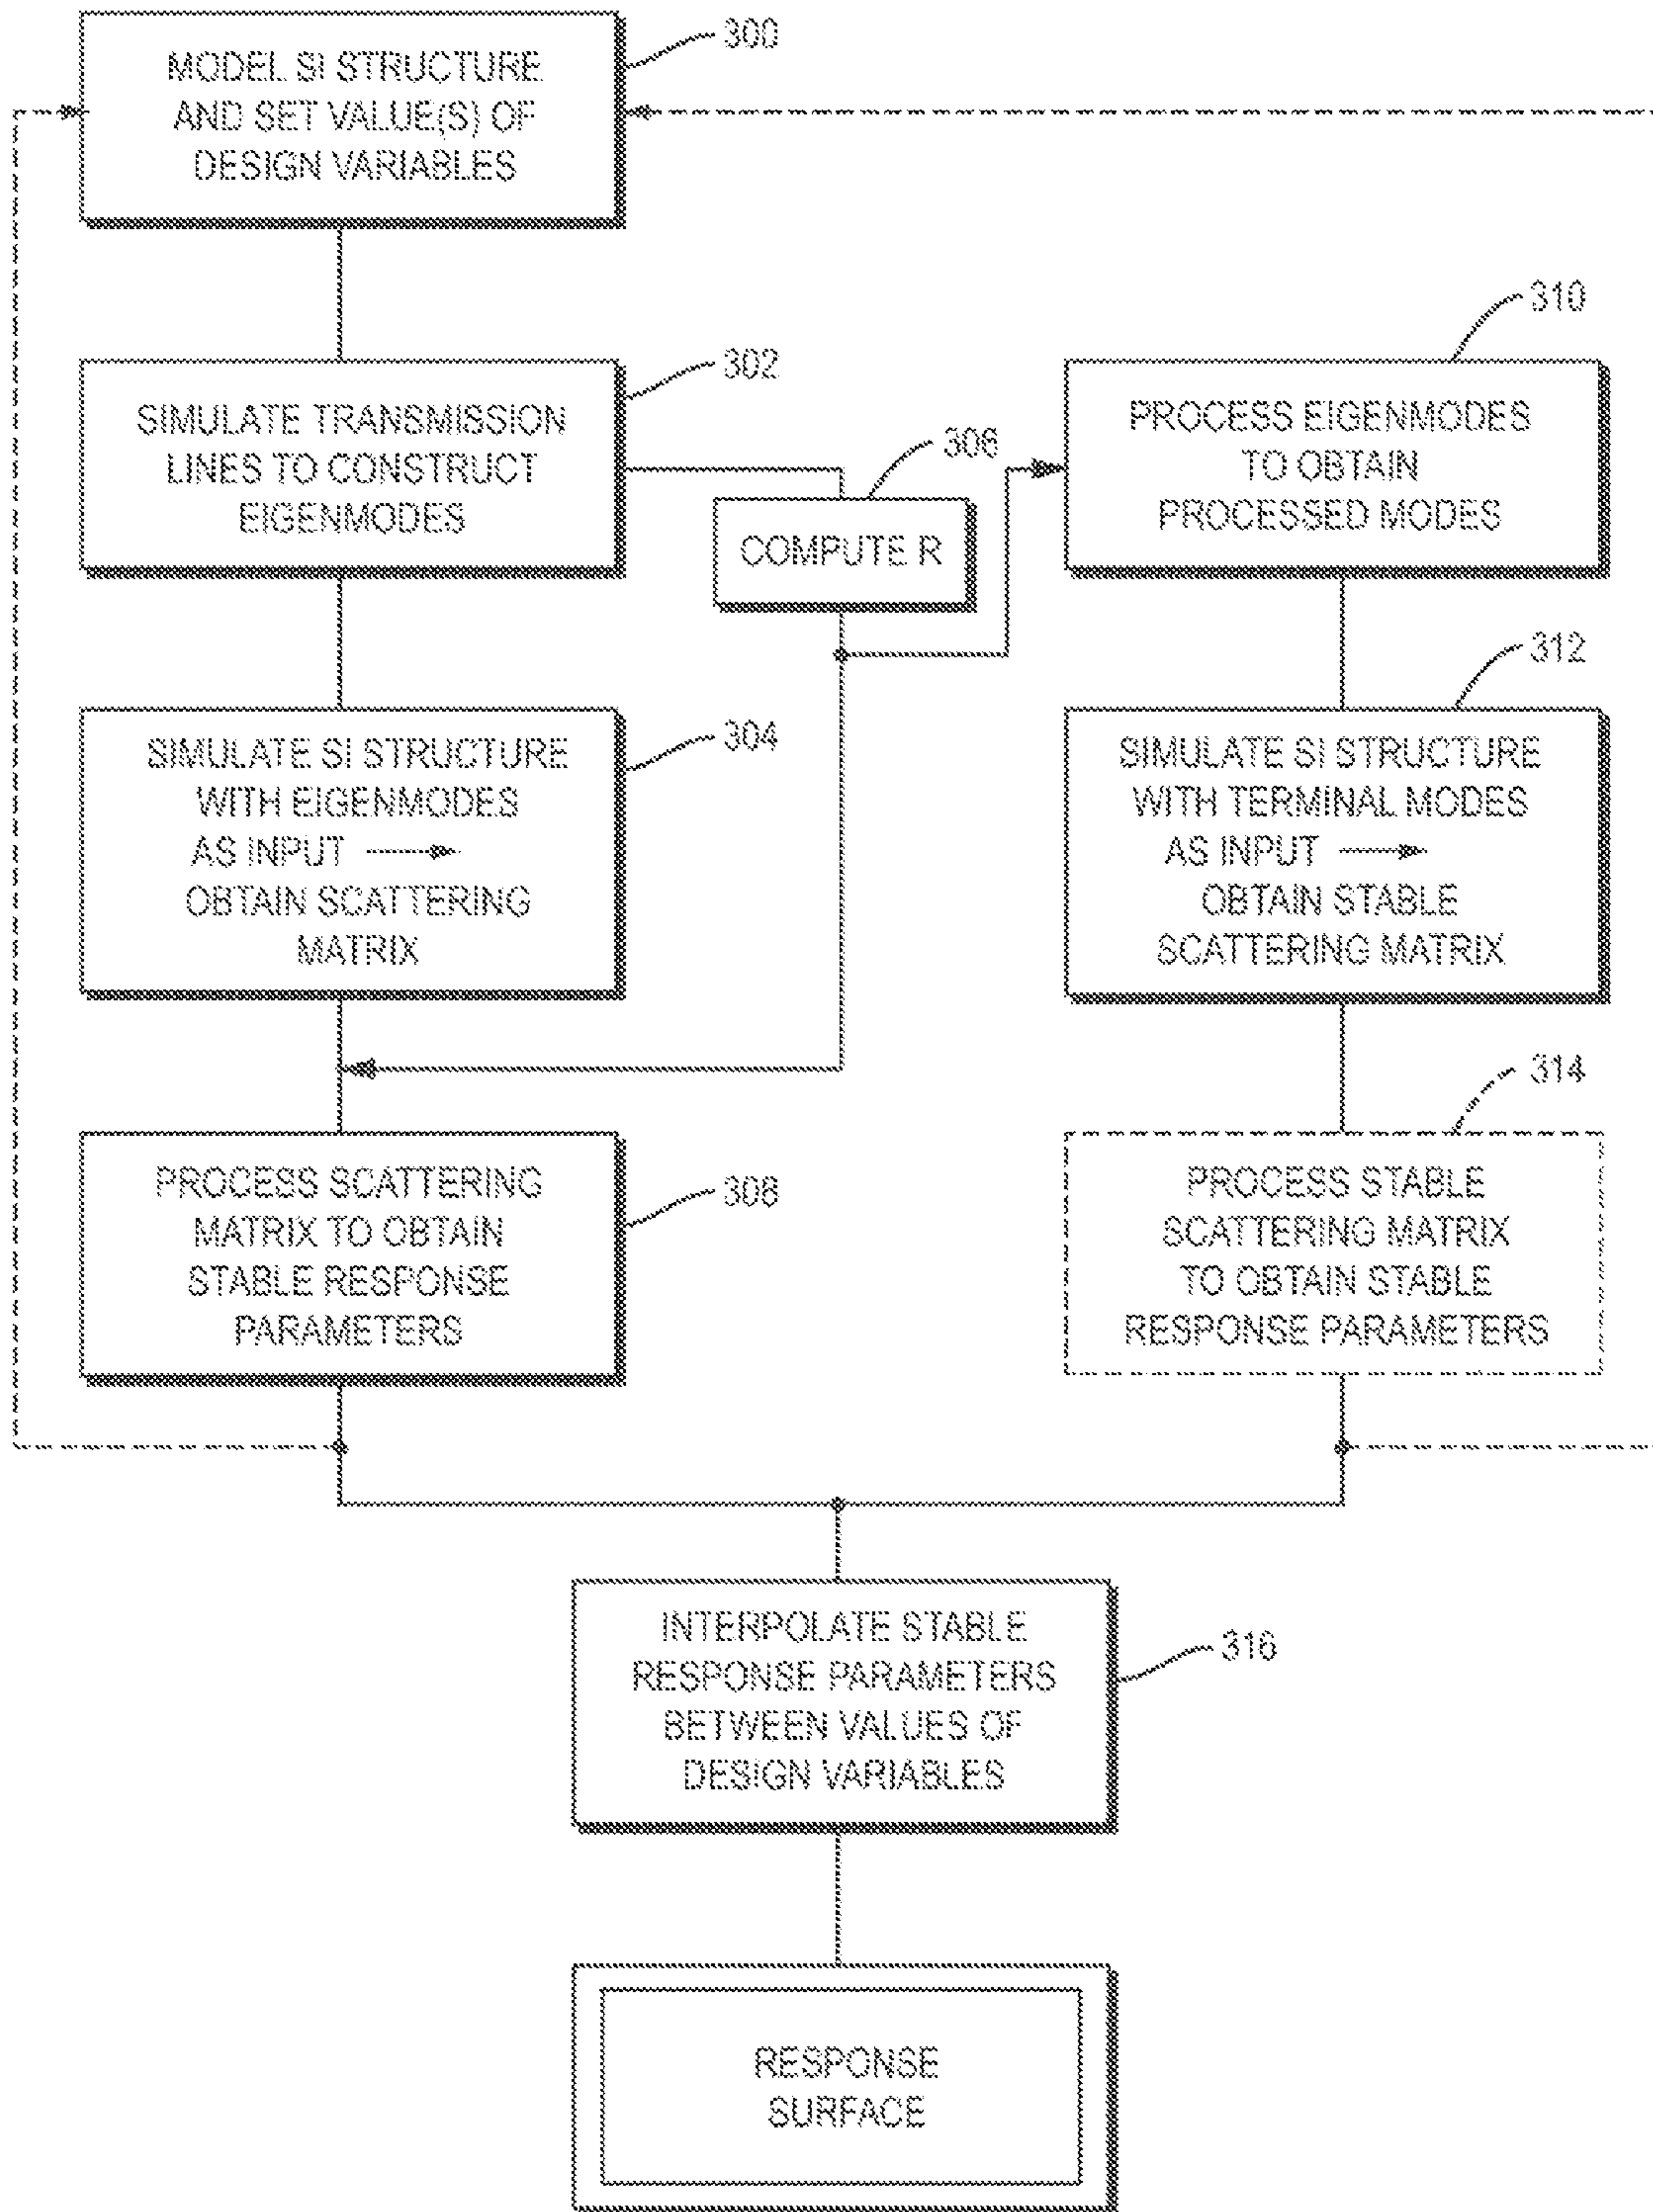 300
MODEL SI STRUCTURE
AND SET VALUE(S) OF
DESIGN VARIABLES
302
SIMULATE TRANSMISSION
LINES TO CONSTRUCT
EIGENMODES
306
COMPUTE R
310
PROCESS EIGENMODES
TO OBTAIN
PROCESSED MODES
304
SIMULATE SI STRUCTURE
WITH EIGENMODES
AS INPUT
OBTAIN SCATTERING
MATRIX
312
SIMULATE SI STRUCTURE
WITH TERMINAL MODES
AS INPUT
OBTAIN STABLE
SCATTERING MATRIX
308
PROCESS SCATTERING
MATRIX TO OBTAIN
STABLE RESPONSE
PARAMETERS
314
PROCESS STABLE
SCATTERING MATRIX
TO OBTAIN STABLE
RESPONSE PARAMETERS
316
INTERPOLATE STABLE
RESPONSE PARAMETERS
BETWEEN VALUES OF
DESIGN VARIABLES
RESPONSE
SURFACE